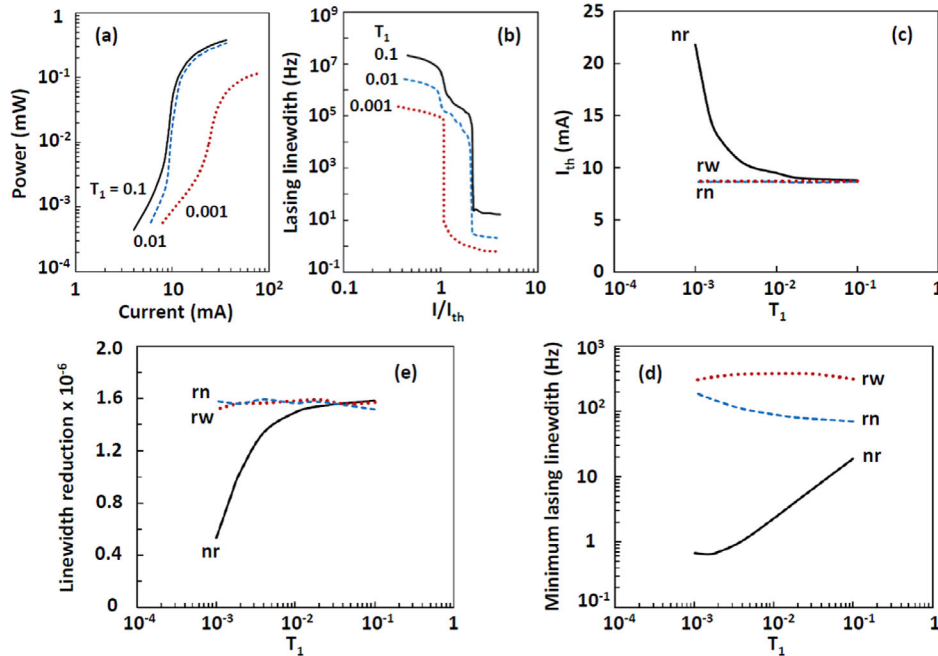 (a)
Power (mW)
1
10⁻¹
10⁻²
10⁻³
10⁻⁴
T₁ = 0.1
0.01
0.001
1
10
10²
Current (mA)
(b)
Lasing linewdth (Hz)
10⁹
10⁷
10⁵
10³
10¹
10⁻¹
T₁
0.1
0.01
0.001
0.1
1
10
I/Iₜₕ
(c)
Iₜₕ (mA)
25
20
15
10
5
0
nr
rw
rn
10⁻⁴
10⁻³
10⁻²
10⁻¹
1
T₁
(e)
Linewidth reduction x 10⁻⁶
2.0
1.6
1.2
0.8
0.4
0
rn
rw
nr
10⁻⁴
10⁻³
10⁻²
10⁻¹
1
T₁
(d)
Minimum lasing linewdth (Hz)
10³
10²
10
1
10⁻¹
rw
rn
nr
10⁻⁴
10⁻³
10⁻²
10⁻¹
1
T₁